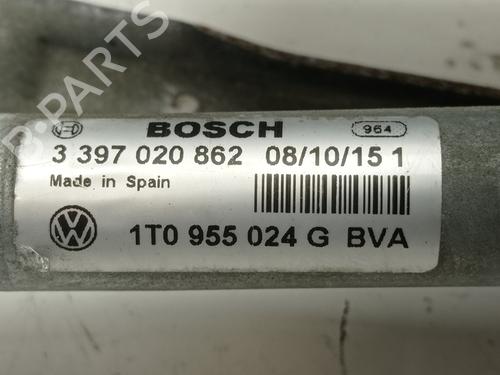 BOSCH 964
3 397 020 862 08/10/15 1
Made in Spain
1T0 955 024 G BVA
B-PARTS